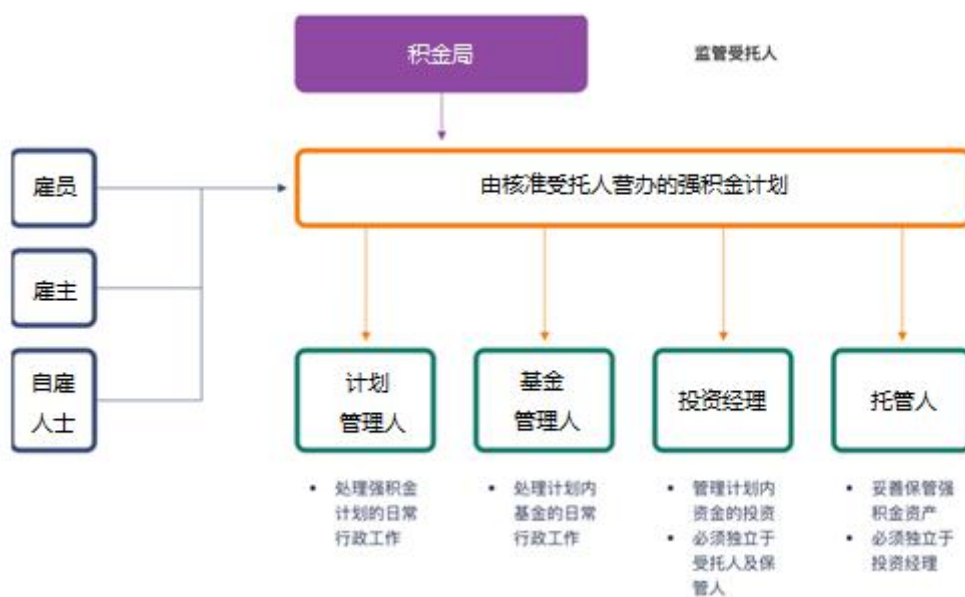 积金局
监管受托人
雇员
由核准受托人营办的强积金计划
雇主
自雇
人士
计划
管理人
基金
管理人
投资经理
托管人
• 处理强积金
计划的日常
行政工作
• 处理计划内
基金的日常
行政工作
• 管理计划内
资金的投资
• 必须独立于
受托人及保
管人
• 妥善保管强
积金资产
• 必须独立于
投资经理